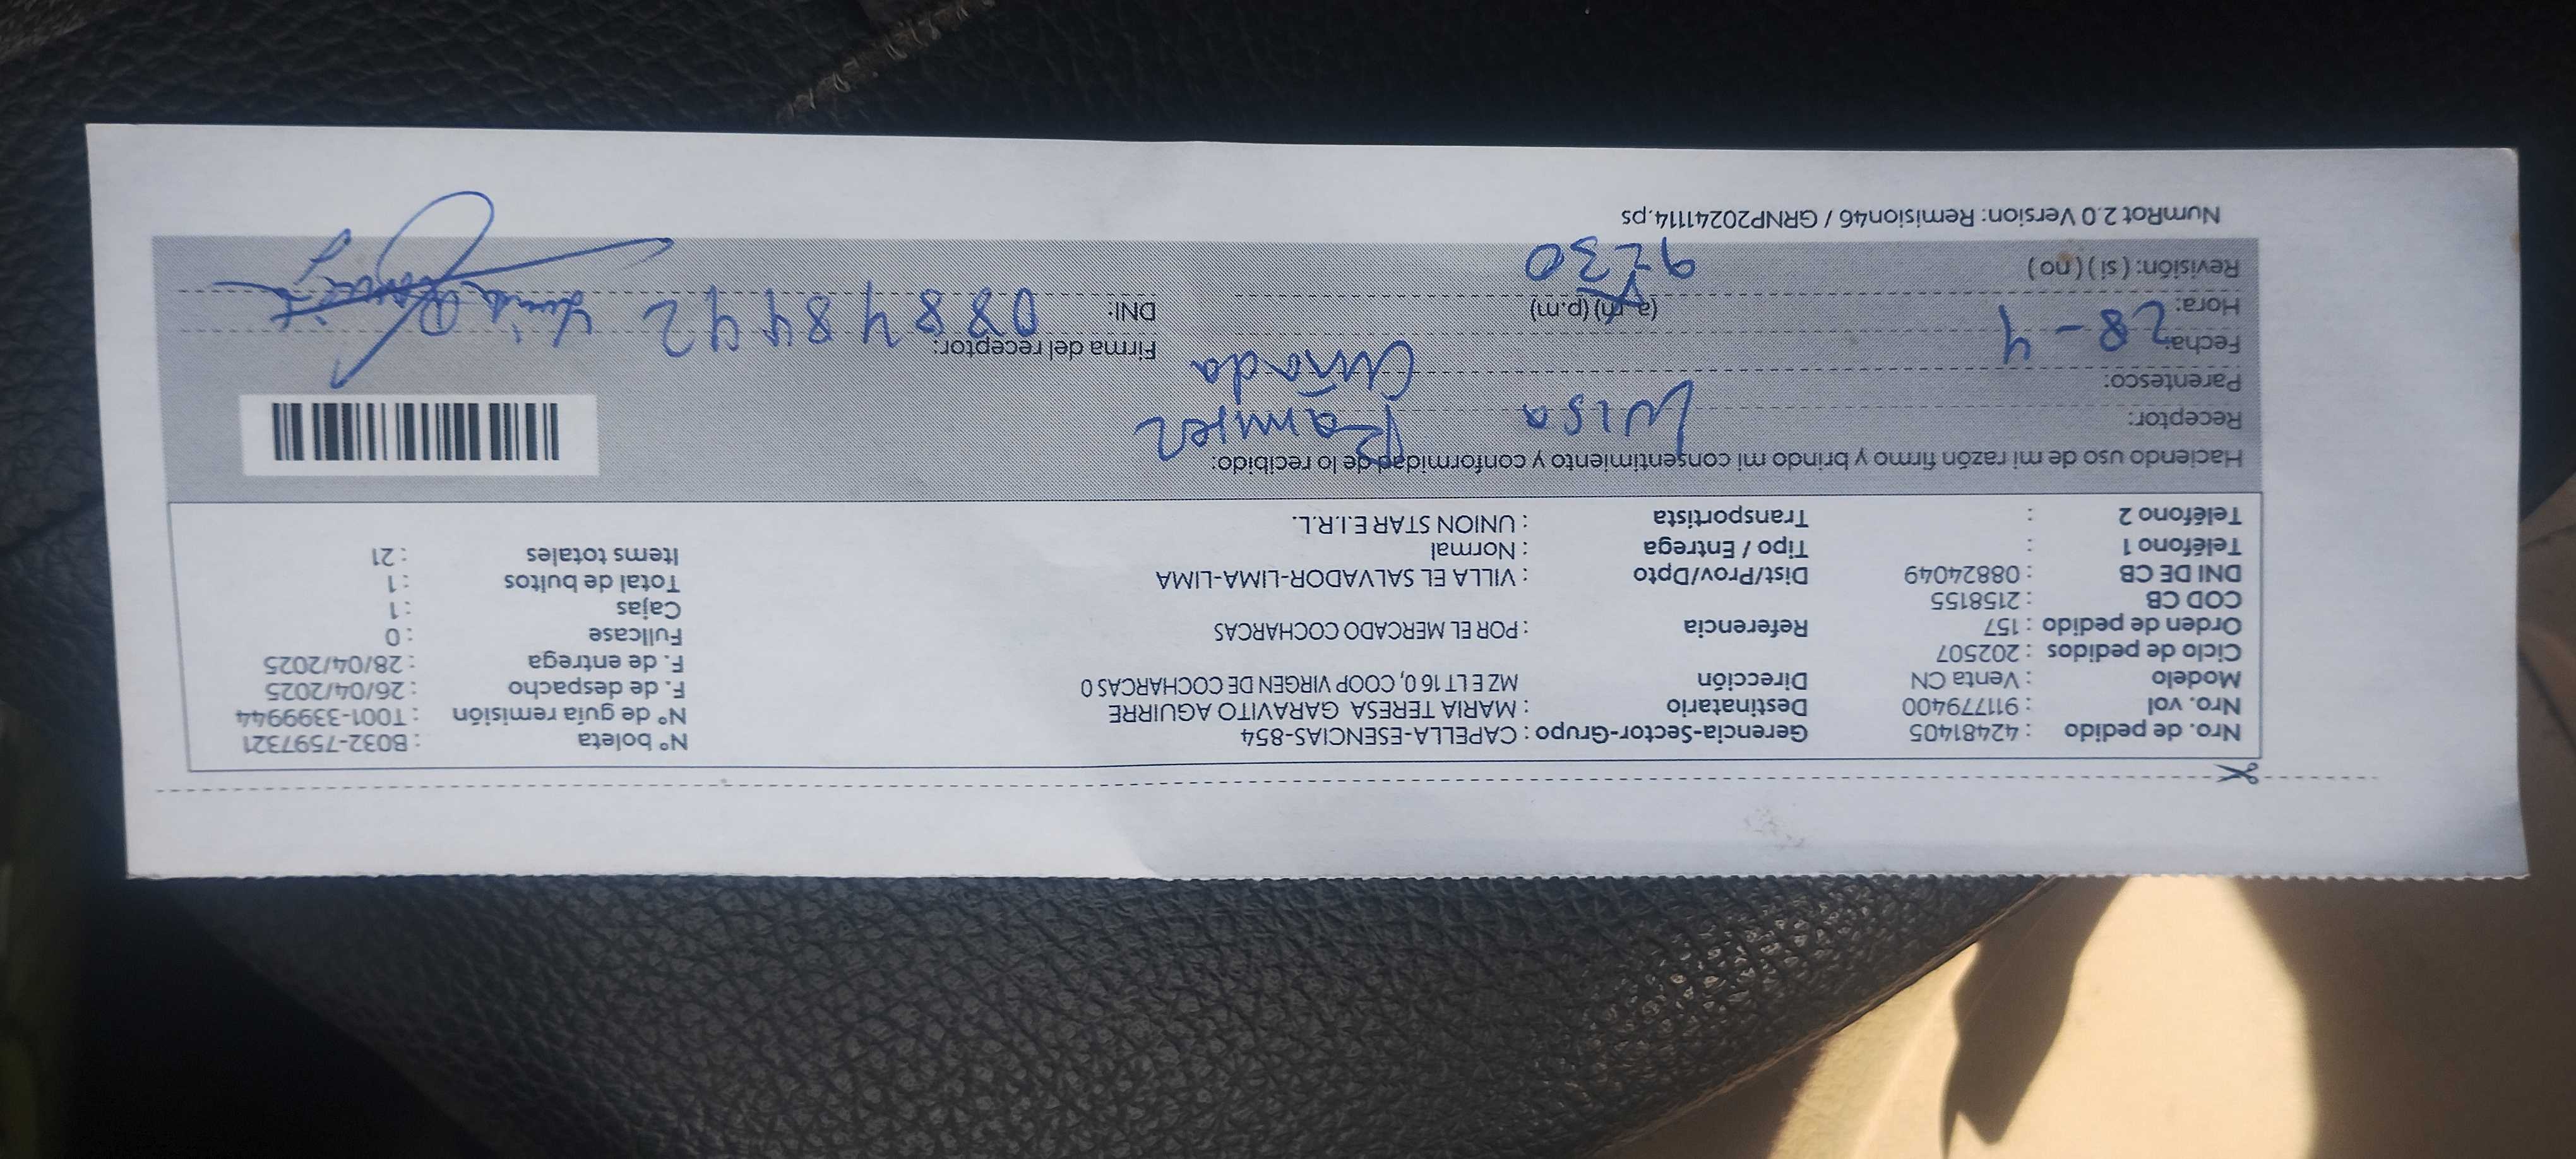 Nro. de pedido : 42481405 Gerencia-Sector-Grupo : CAPELLA-ESENCIAS-854 N° boleta : B032-7597321
Nro. vol : 911779400 Destinatario : MARIA TERESA GARAVITO AGUIRRE N° de guía remisión : T001-3399944
Modelo : Venta CN Dirección MZ E LT 16 0, COOP VIRGEN DE COCHARCAS 0 F. de despacho : 26/04/2025
Ciclo de pedidos : 202507 F. de entrega : 28/04/2025
Orden de pedido : 157 Referencia : POR EL MERCADO COCHARCAS Fullcase : 0
COD CB : 2158155 Cajas : 1
DNI DE CB : 08824049 Dist/Prov/Dpto : VILLA EL SALVADOR-LIMA-LIMA Total de bultos : 1
Teléfono 1 : Tipo / Entrega : Normal Items totales : 21
Teléfono 2 : Transportista : UNION STAR E.I.R.L.
Haciendo uso de mi razón firmo y brindo mi consentimiento y conformidad de lo recibido:
Receptor: Luisa Ramirez
Parentesco: Cuñada
Fecha: 28-4 Firma del receptor:
Hora: 9:30 (a.m) (p.m) DNI: 08848442
Revisión: ( si ) ( no )
NumRot 2.0 Version: Remision46 / GRNP20241114.ps